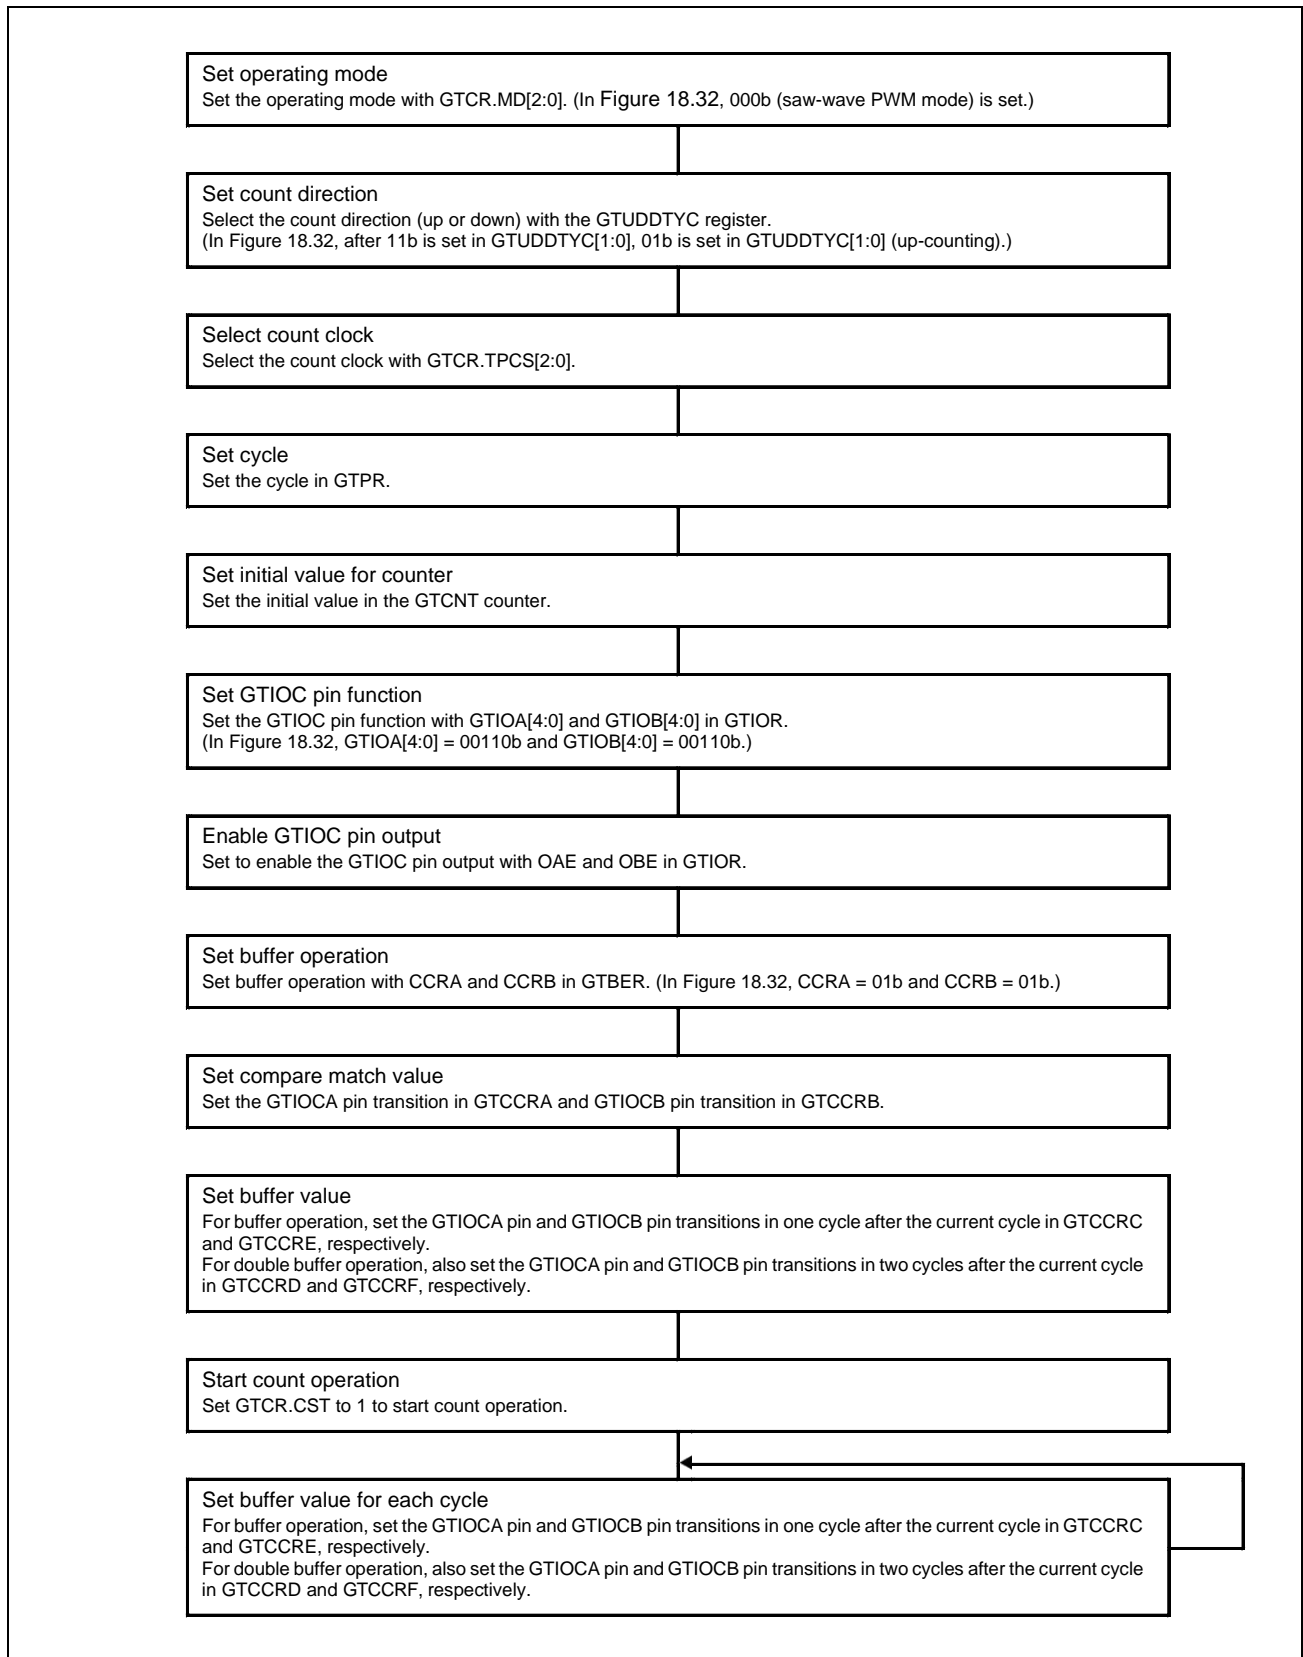 Set operating mode
Set the operating mode with GTCR.MD[2:0]. (In Figure 18.32, 000b (saw-wave PWM mode) is set.)
Set count direction
Select the count direction (up or down) with the GTUDDTYC register.
(In Figure 18.32, after 11b is set in GTUDDTYC[1:0], 01b is set in GTUDDTYC[1:0] (up-counting).)
Select count clock
Select the count clock with GTCR.TPCS[2:0].
Set cycle
Set the cycle in GTPR.
Set initial value for counter
Set the initial value in the GTCNT counter.
Set GTIOC pin function
Set the GTIOC pin function with GTIOA[4:0] and GTIOB[4:0] in GTIOR.
(In Figure 18.32, GTIOA[4:0] = 00110b and GTIOB[4:0] = 00110b.)
Enable GTIOC pin output
Set to enable the GTIOC pin output with OAE and OBE in GTIOR.
Set buffer operation
Set buffer operation with CCRA and CCRB in GTBER. (In Figure 18.32, CCRA = 01b and CCRB = 01b.)
Set compare match value
Set the GTIOCA pin transition in GTCCRA and GTIOCB pin transition in GTCCRB.
Set buffer value
For buffer operation, set the GTIOCA pin and GTIOCB pin transitions in one cycle after the current cycle in GTCCRC
and GTCCRE, respectively.
For double buffer operation, also set the GTIOCA pin and GTIOCB pin transitions in two cycles after the current cycle
in GTCCRD and GTCCRF, respectively.
Start count operation
Set GTCR.CST to 1 to start count operation.
Set buffer value for each cycle
For buffer operation, set the GTIOCA pin and GTIOCB pin transitions in one cycle after the current cycle in GTCCRC
and GTCCRE, respectively.
For double buffer operation, also set the GTIOCA pin and GTIOCB pin transitions in two cycles after the current cycle
in GTCCRD and GTCCRF, respectively.